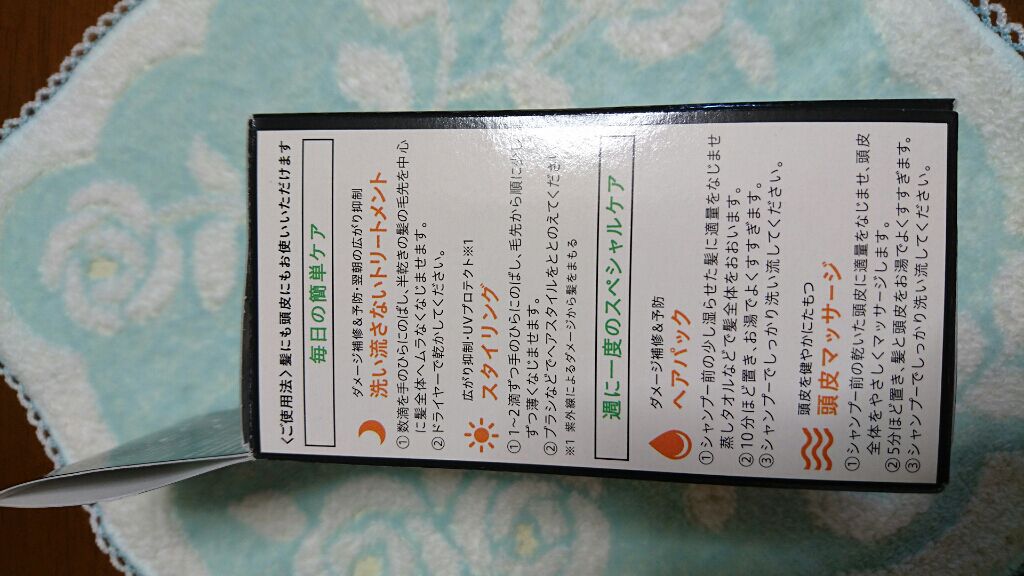 〈ご使用法〉髪にも頭皮にもお使いいただけます
毎日の簡単ケア
ダメージ補修&予防・翌朝の広がり抑制
洗い流さないトリートメント
①数滴を手のひらにのばし、半乾きの髪の毛先を中心
に髪全体へムラなくなじませます。
②ドライヤーで乾かしてください。
広がり抑制・UVプロテクト※1
スタイリング
①1~2滴ずつ手のひらにのばし、毛先から順に少し
ずつ薄くなじませます。
②ブラシなどでヘアスタイルをととのえてください
※1 紫外線によるダメージから髪をまもる
週に一度のスペシャルケア
ダメージ補修&予防
ヘアパック
①シャンプー前の少し湿らせた髪に適量をなじませ
蒸しタオルなどで髪全体をおおいます。
②10分ほど置き、お湯でよくすすぎます。
③シャンプーでしっかり洗い流してください。
頭皮を健やかにたもつ
頭皮マッサージ
①シャンプー前の乾いた頭皮に適量をなじませ、頭皮
全体をやさしくマッサージします。
②5分ほど置き、髪と頭皮をお湯でよくすすぎます。
③シャンプーでしっかり洗い流してください。